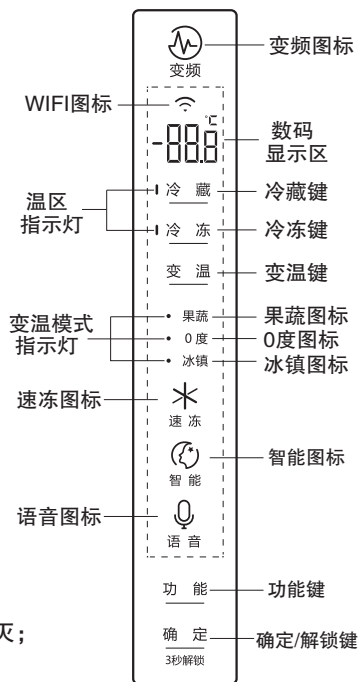 变频
变频图标
WIFI图标
-88.8℃
数码
显示区
温区
指示灯
冷 藏
冷藏键
冷 冻
冷冻键
变 温
变温键
变温模式
指示灯
果蔬
果蔬图标
0度
0度图标
冰镇
冰镇图标
速冻图标
速 冻
智 能
智能图标
语音图标
语 音
功 能
功能键
灭；
确 定
确定/解锁键
3秒解锁